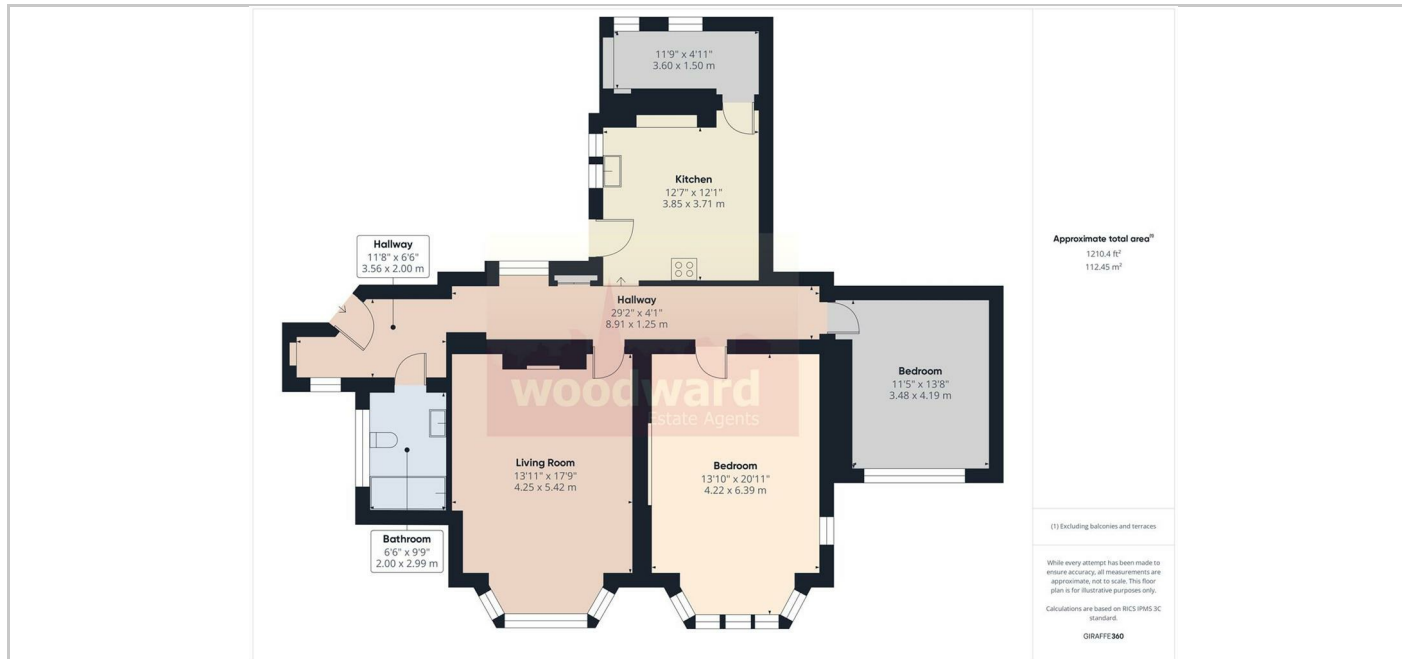 11'9" x 4'11"
3.60 x 1.50 m
Kitchen
12'7" x 12'1"
3.85 x 3.71 m
Hallway
11'8" x 6'6"
3.56 x 2.00 m
Hallway
29'2" x 4'1"
8.91 x 1.25 m
Bedroom
11'5" x 13'8"
3.48 x 4.19 m
woodward
Estate Agents
Living Room
13'11" x 17'9"
4.25 x 5.42 m
Bedroom
13'10" x 20'11"
4.22 x 6.39 m
Bathroom
6'6" x 9'9"
2.00 x 2.99 m
Approximate total area⁽¹⁾
1210.4 ft²
112.45 m²
(1) Excluding balconies and terraces
While every attempt has been made to
ensure accuracy, all measurements are
approximate, not to scale. This floor
plan is for illustrative purposes only.
Calculations are based on RICS IPMS 3C
standard.
GIRAFFE360